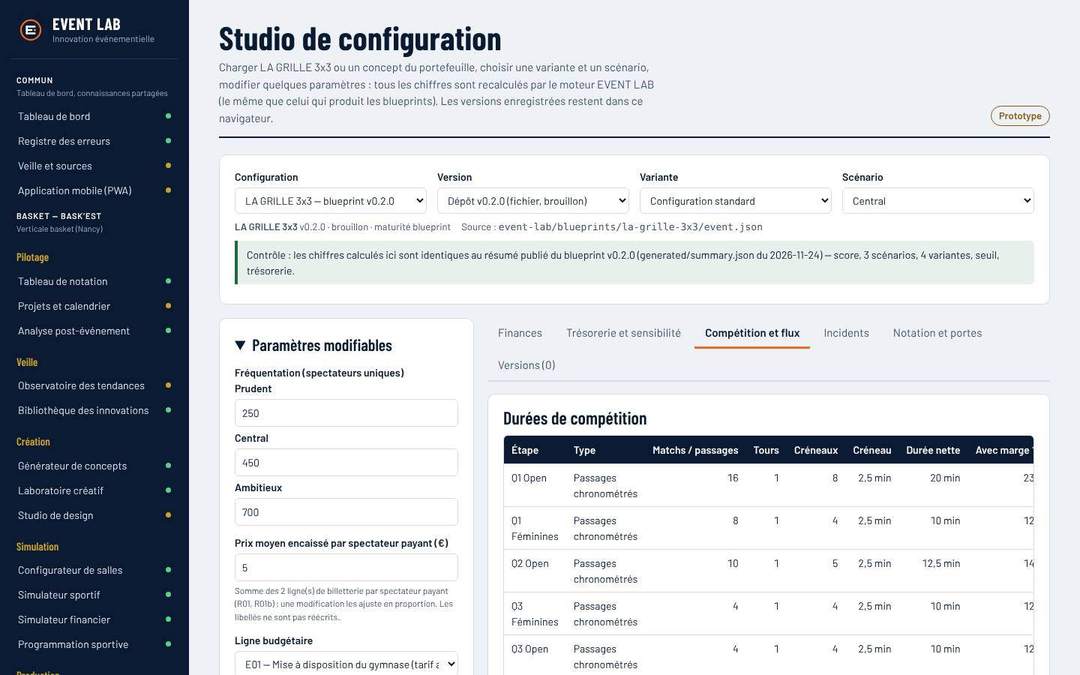 EVENT LAB
Innovation événementielle
COMMUN
Tableau de bord, connaissances partagées
Tableau de bord
Registre des erreurs
Veille et sources
Application mobile (PWA)
BASKET — BASK'EST
Verticale basket (Nancy)
Pilotage
Tableau de notation
Projets et calendrier
Analyse post-événement
Veille
Observatoire des tendances
Bibliothèque des innovations
Création
Générateur de concepts
Laboratoire créatif
Studio de design
Simulation
Configurateur de salles
Simulateur sportif
Simulateur financier
Programmation sportive
Studio de configuration
Charger LA GRILLE 3x3 ou un concept du portefeuille, choisir une variante et un scénario,
modifier quelques paramètres : tous les chiffres sont recalculés par le moteur EVENT LAB
(le même que celui qui produit les blueprints). Les versions enregistrées restent dans ce
navigateur.
Prototype
Configuration Version Variante Scénario
LA GRILLE 3x3 — blueprint v0.2.0 Dépôt v0.2.0 (fichier, brouillon) Configuration standard Central
LA GRILLE 3x3 v0.2.0 · brouillon · maturité blueprint Source : event-lab/blueprints/la-grille-3x3/event.json
Contrôle : les chiffres calculés ici sont identiques au résumé publié du blueprint v0.2.0 (generated/summary.json du 2026-11-24) — score, 3 scénarios, 4 variantes, seuil,
trésorerie.
▼ Paramètres modifiables
Fréquentation (spectateurs uniques)
Prudent
250
Central
450
Ambitieux
700
Prix moyen encaissé par spectateur payant (€)
5
Somme des 2 ligne(s) de billetterie par spectateur payant
(R01, R01b) ; une modification les ajuste en proportion. Les
libellés ne sont pas réécrits.
Ligne budgétaire
E01 — Mise à disposition du gymnase (tarif
Finances Trésorerie et sensibilité Compétition et flux Incidents Notation et portes
Versions (0)
Durées de compétition
Étape Type Matchs / passages Tours Créneaux Créneau Durée nette Avec marge
Q1 Open Passages chronométrés 16 1 8 2,5 min 20 min 23
Q1 Féminines Passages chronométrés 8 1 4 2,5 min 10 min 12
Q2 Open Passages chronométrés 10 1 5 2,5 min 12,5 min 14
Q3 Féminines Passages chronométrés 4 1 4 2,5 min 10 min 12
Q3 Open Passages chronométrés 4 1 4 2,5 min 10 min 12